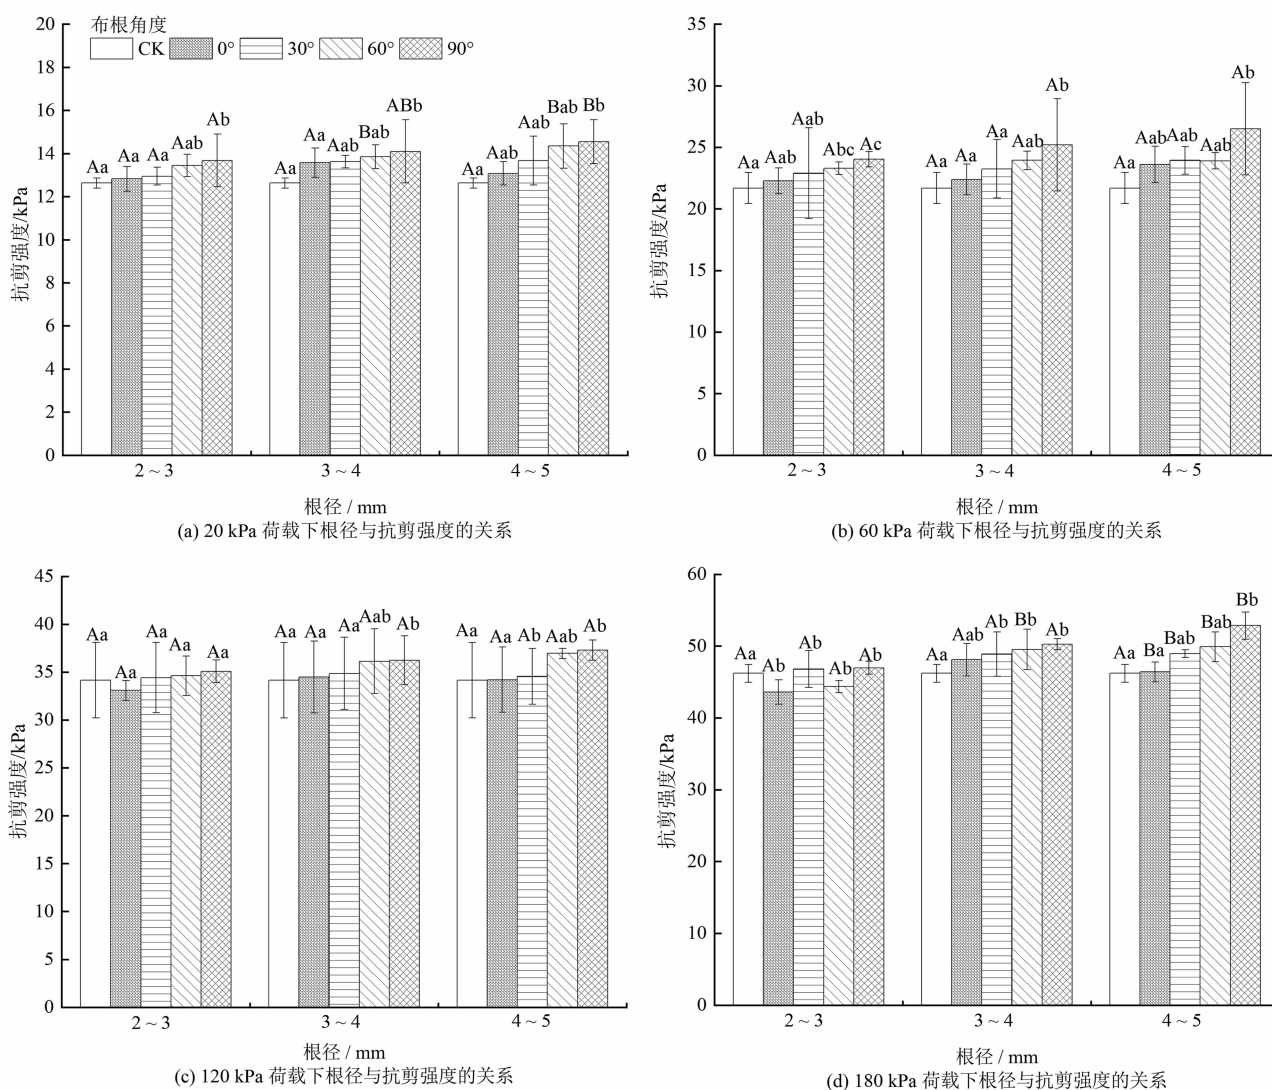 布根角度
CK 0° 30° 60° 90°
抗剪强度/kPa
20
18
16
14
12
10
8
6
4
2
0
Aa Aa Aa Aab Ab
Aa Aa Aab Bab ABb
Aa Aab Aab Bab Bb
2 ~ 3 3 ~ 4 4 ~ 5
根径 / mm
(a) 20 kPa 荷载下根径与抗剪强度的关系
抗剪强度/kPa
35
30
25
20
15
10
5
0
Aa Aab Aab Abc Ac
Aa Aa Aa Aab Ab
Aa Aab Aab Aab Ab
2 ~ 3 3 ~ 4 4 ~ 5
根径 / mm
(b) 60 kPa 荷载下根径与抗剪强度的关系
抗剪强度/kPa
45
40
35
30
25
20
15
10
5
0
Aa Aa Aa Aa Aa
Aa Aa Aa Aab Ab
Aa Aa Ab Aab Ab
2 ~ 3 3 ~ 4 4 ~ 5
根径 / mm
(c) 120 kPa 荷载下根径与抗剪强度的关系
抗剪强度/kPa
60
50
40
30
20
10
0
Aa Ab Ab Ab Ab
Aa Aab Ab Bb Ab
Aa Ba Bab Bab Bb
2 ~ 3 3 ~ 4 4 ~ 5
根径 / mm
(d) 180 kPa 荷载下根径与抗剪强度的关系